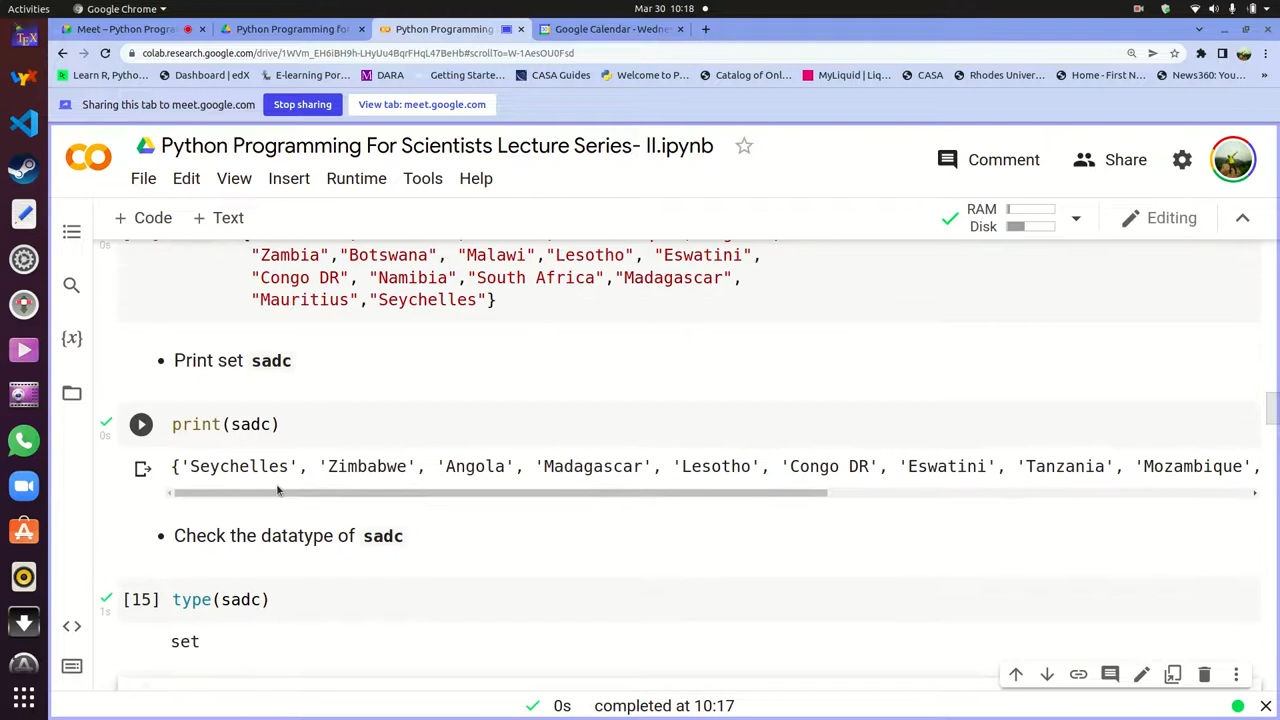 Activities
Google Chrome
Mar 30 10:18
Meet – Python Progra
Python Programming fo
Python Programming
Google Calendar - Wedne
colab.research.google.com/drive/1WVm_EH6iBH9h-LHyUu4BqrFHqL47BeHb#scrollTo=W-1AesOU0Fsd
Learn R, Pytho...
Dashboard | edX
E-learning Por...
DARA
Getting Starte...
CASA Guides
Welcome to P...
Catalog of Onl...
MyLiquid | Liq...
CASA
Rhodes Univer...
Home - First N...
News360: You...
Sharing this tab to meet.google.com
Stop sharing
View tab: meet.google.com
Python Programming For Scientists Lecture Series- II.ipynb
Comment
Share
File Edit View Insert Runtime Tools Help
+ Code + Text
RAM
Disk
Editing
0s
"Zambia","Botswana", "Malawi","Lesotho", "Eswatini",
"Congo DR", "Namibia","South Africa","Madagascar",
"Mauritius","Seychelles"}
• Print set sadc
print(sadc)
0s
{'Seychelles', 'Zimbabwe', 'Angola', 'Madagascar', 'Lesotho', 'Congo DR', 'Eswatini', 'Tanzania', 'Mozambique',
• Check the datatype of sadc
[15] type(sadc)
1s
set
0s completed at 10:17